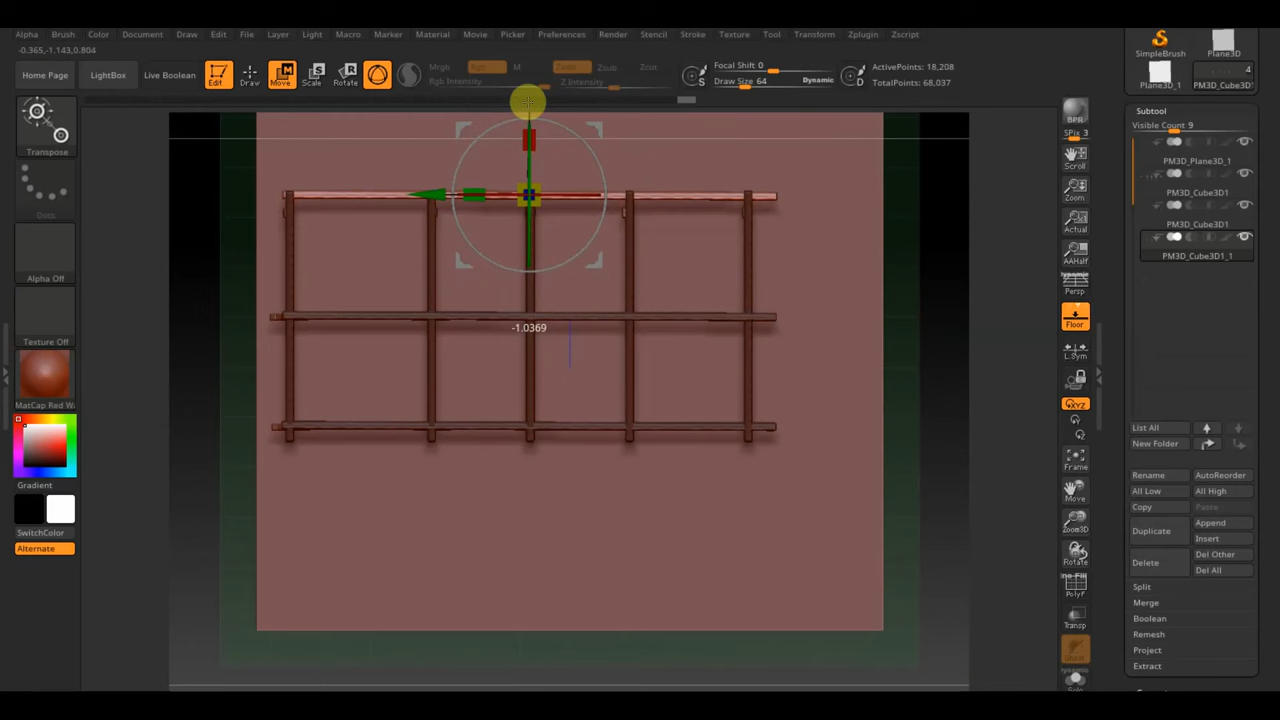 Alpha Brush Color Document Draw Edit File Layer Light Macro Marker Material Movie Picker Preferences Render Stencil Stroke Texture Tool Transform Zplugin Zscript
-0.365,-1.143,0.804
Home Page LightBox Live Boolean
Edit Draw Move Scale Rotate
Mrgb Rgb M Zadd Zsub Zcut
Rgb Intensity Z Intensity
S
Focal Shift 0
Draw Size 64 Dynamic
D
ActivePoints: 18,208
TotalPoints: 68,037
SimpleBrush Plane3D
4
Plane3D_1 PM3D_Cube3D1
Transpose
Dots
Alpha Off
Texture Off
MatCap Red Wa
Gradient
SwitchColor
Alternate
-1.0369
BPR
SPix 3
Scroll
Zoom
Actual
AAHalf
Persp
Floor
L.Sym
XYZ
Frame
Move
Zoom3D
Rotate
PolyF
Transp
Ghost
Solo
Subtool
Visible Count 9
PM3D_Plane3D_1
PM3D_Cube3D1
PM3D_Cube3D1
PM3D_Cube3D1_1
List All
New Folder
Rename AutoReorder
All Low All High
Copy Paste
Duplicate Append
Insert
Delete Del Other
Del All
Split
Merge
Boolean
Remesh
Project
Extract